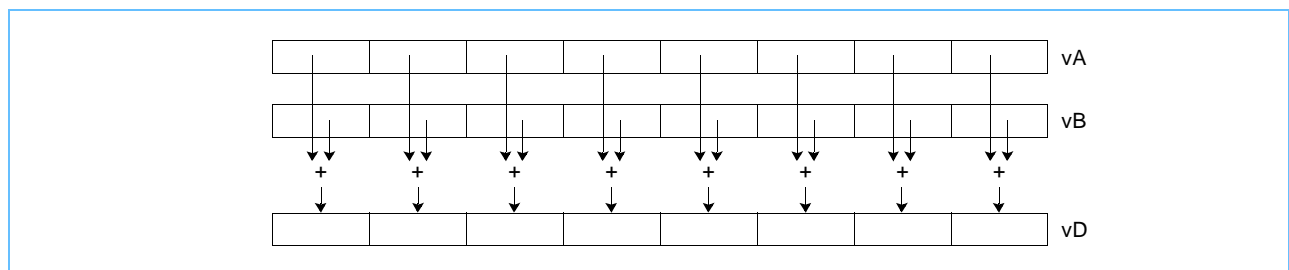 vA
vB
+ + + + + + + +
vD